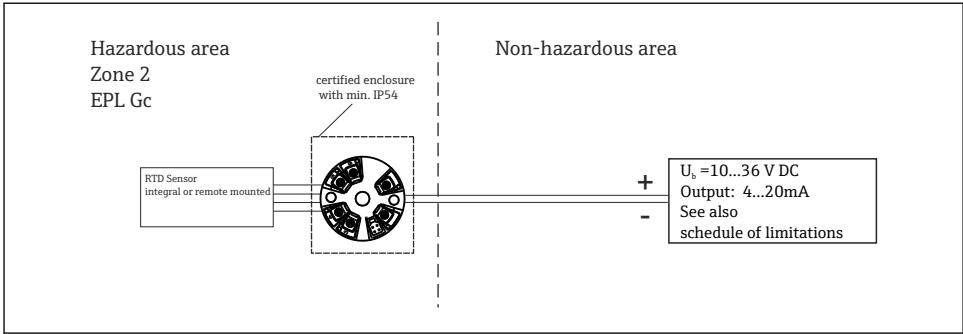 Hazardous area
Zone 2
EPL Gc
Non-hazardous area
certified enclosure
with min. IP54
RTD Sensor
integral or remote mounted
+
-
U_b =10...36 V DC
Output: 4...20mA
See also
schedule of limitations